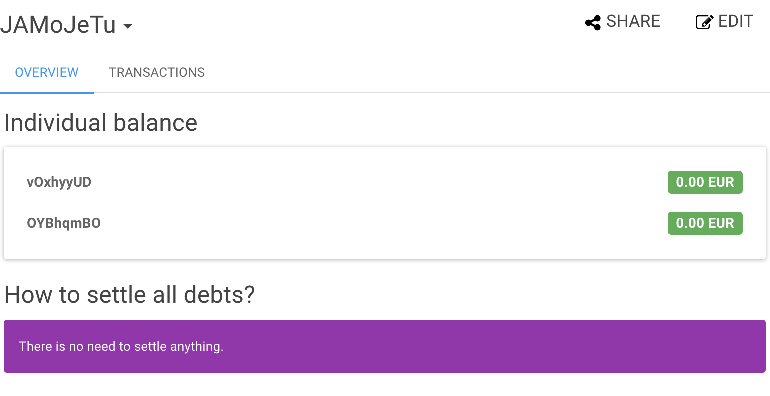 JAMoJeTu
SHARE
EDIT
OVERVIEW
TRANSACTIONS
Individual balance
vOxhyyUD
0.00 EUR
OYBhqmBO
0.00 EUR
How to settle all debts?
There is no need to settle anything.